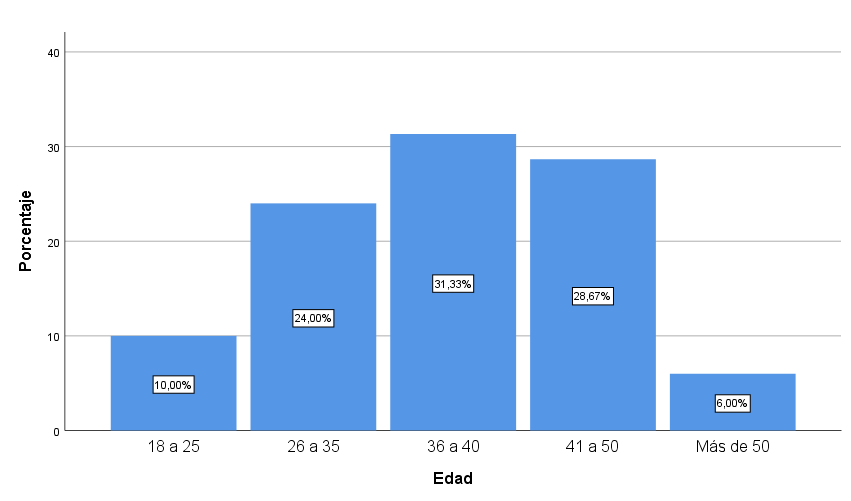 40
30
20
10
0
Porcentaje
10,00%
24,00%
31,33%
28,67%
6,00%
18 a 25
26 a 35
36 a 40
41 a 50
Más de 50
Edad